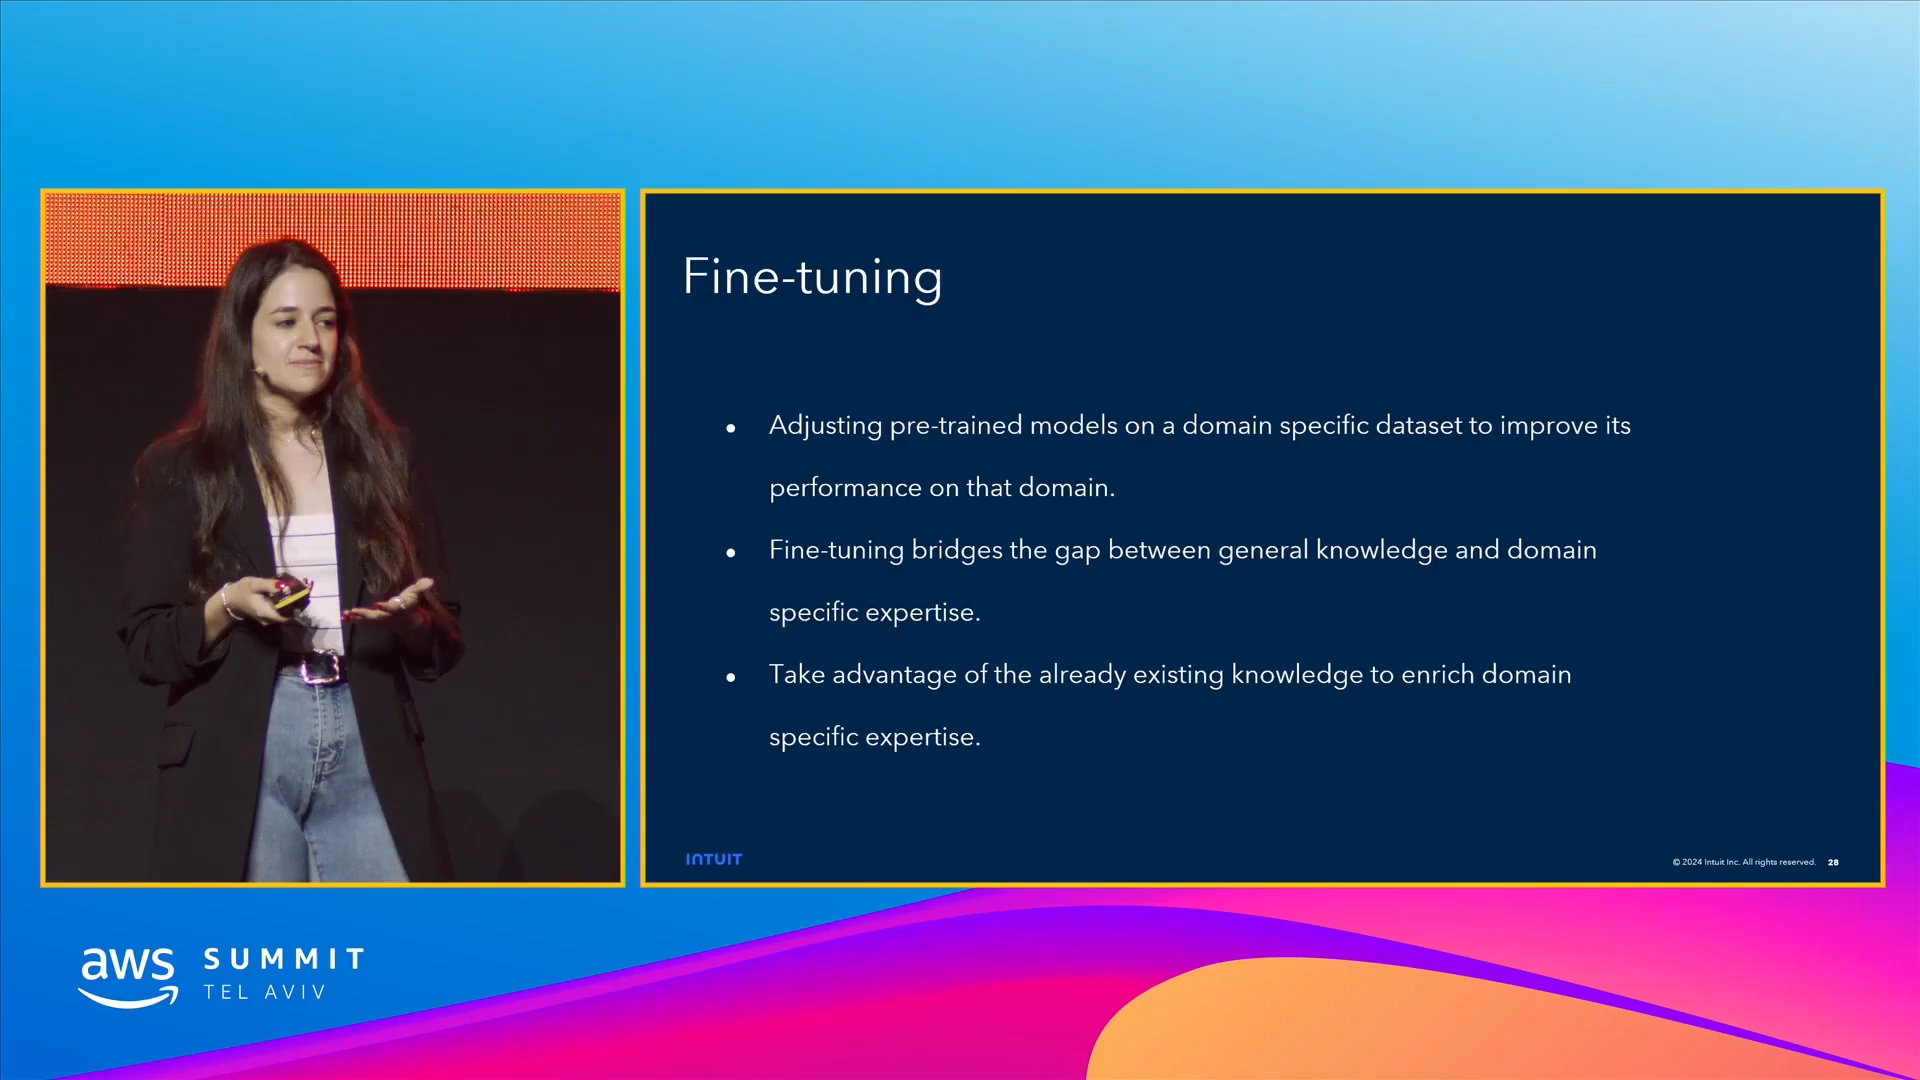 Fine-tuning
• Adjusting pre-trained models on a domain specific dataset to improve its
performance on that domain.
• Fine-tuning bridges the gap between general knowledge and domain
specific expertise.
• Take advantage of the already existing knowledge to enrich domain
specific expertise.
INTUIT
© 2024 Intuit Inc. All rights reserved. 28
aws SUMMIT
TEL AVIV